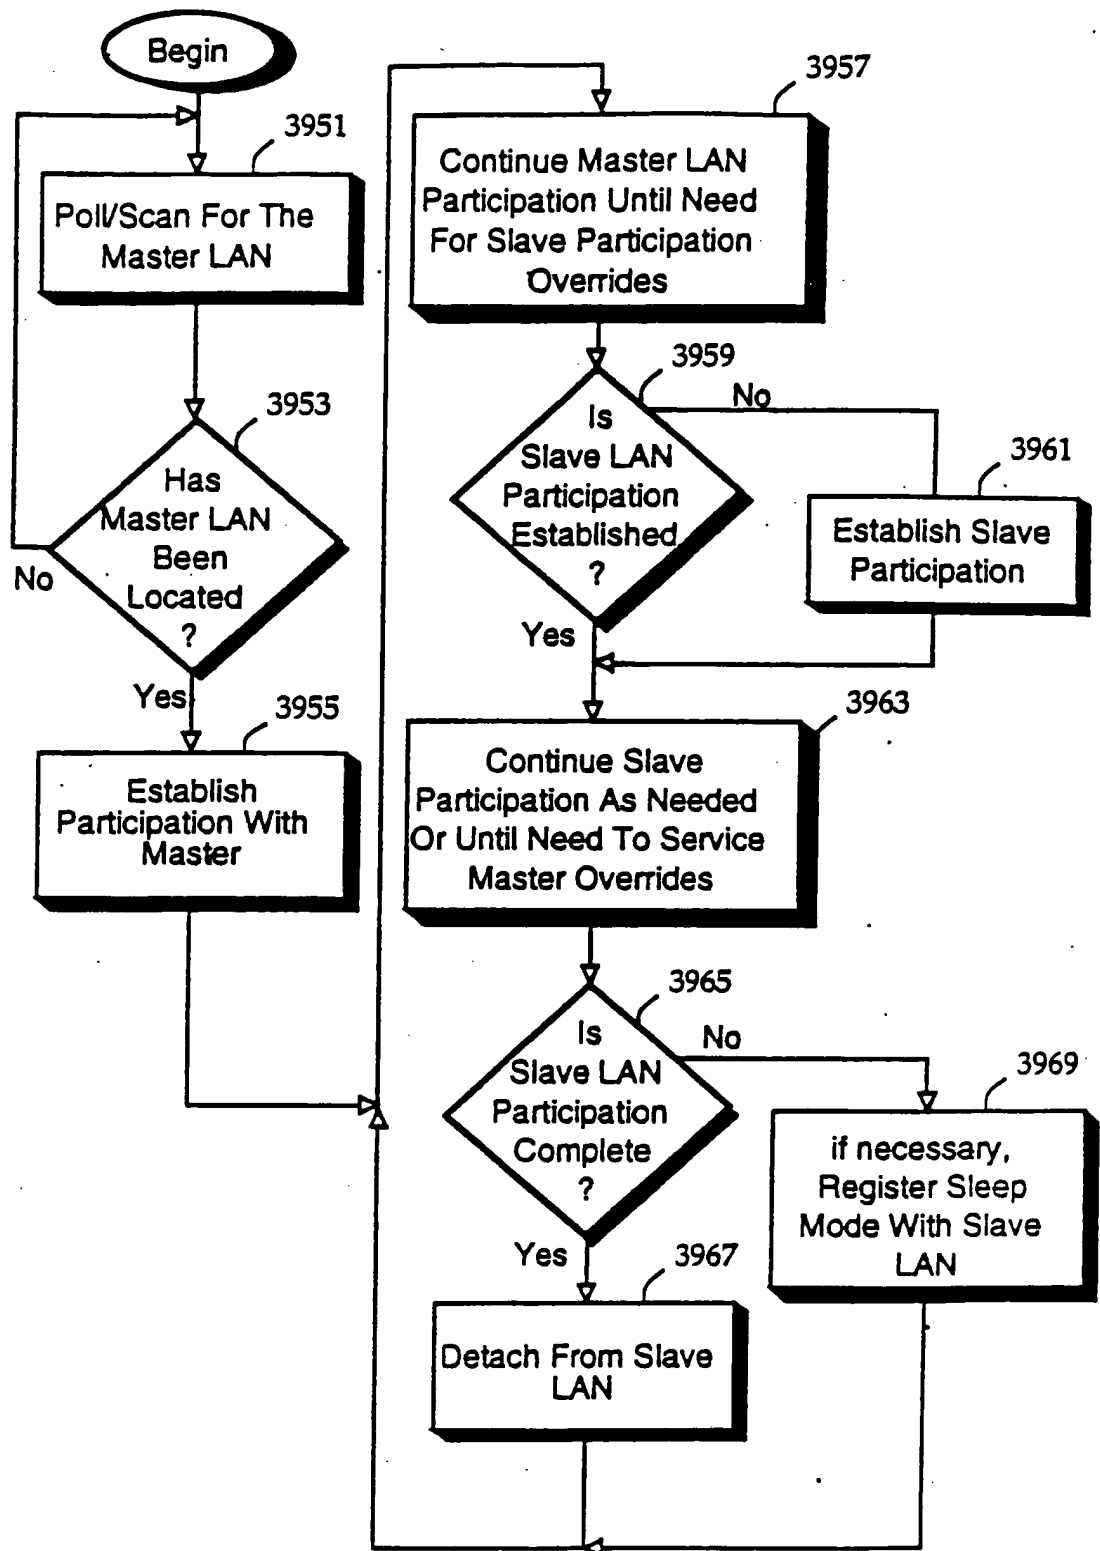 Begin
3951
Poll/Scan For The
Master LAN
3953
Has
Master LAN
Been
Located
?
No
Yes
3955
Establish
Participation With
Master
3957
Continue Master LAN
Participation Until Need
For Slave Participation
Overrides
3959
Is
Slave LAN
Participation
Established
?
No
3961
Establish Slave
Participation
Yes
3963
Continue Slave
Participation As Needed
Or Until Need To Service
Master Overrides
3965
Is
Slave LAN
Participation
Complete
?
No
3969
if necessary,
Register Sleep
Mode With Slave
LAN
Yes
3967
Detach From Slave
LAN